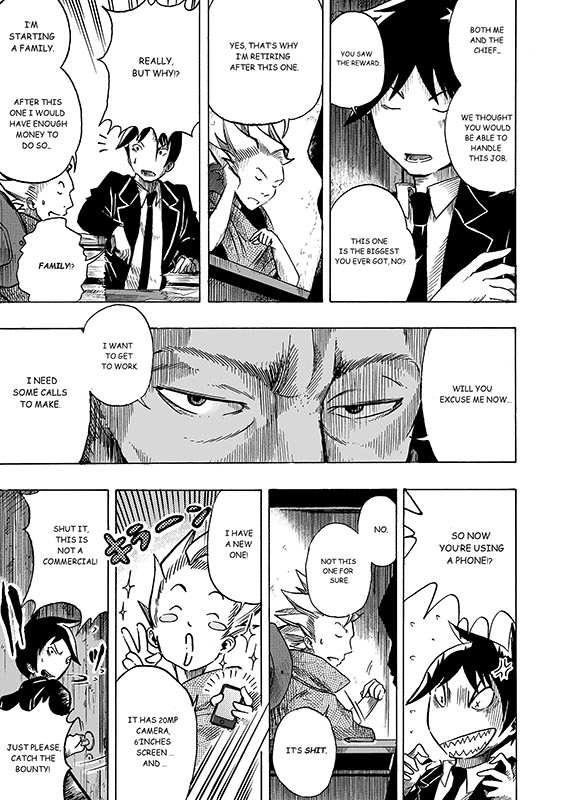 BOTH
ME
AND THE
CHIEF...
WE THOUGHT
YOU WOULD
BE ABLE TO
HANDLE
THIS JOB.
YOU SAW
THE REWARD.
THIS ONE
IS THE BIGGEST
YOU EVER GOT, NO?
YES, THAT'S WHY
I'M RETIRING
AFTER THIS ONE.
REALLY,
BUT WHY!?
I'M
STARTING
A FAMILY.
AFTER THIS
ONE I WOULD
HAVE ENOUGH
MONEY TO
DO SO...
FAMILY!?
WILL YOU
EXCUSE ME NOW...
I WANT
TO GET
TO WORK.
I NEED
SOME CALLS
TO MAKE.
SO NOW
YOU'RE USING
A PHONE!?
NO.
NOT THIS
ONE FOR
SURE.
IT'S SHIT.
I HAVE
A NEW
ONE!
キラーン
IT HAS 20MP
CAMERA,
6'INCHES
SCREEN ...
AND ...
SHUT IT,
THIS IS
NOT A
COMMERCIAL!
JUST PLEASE,
CATCH THE
BOUNTY!